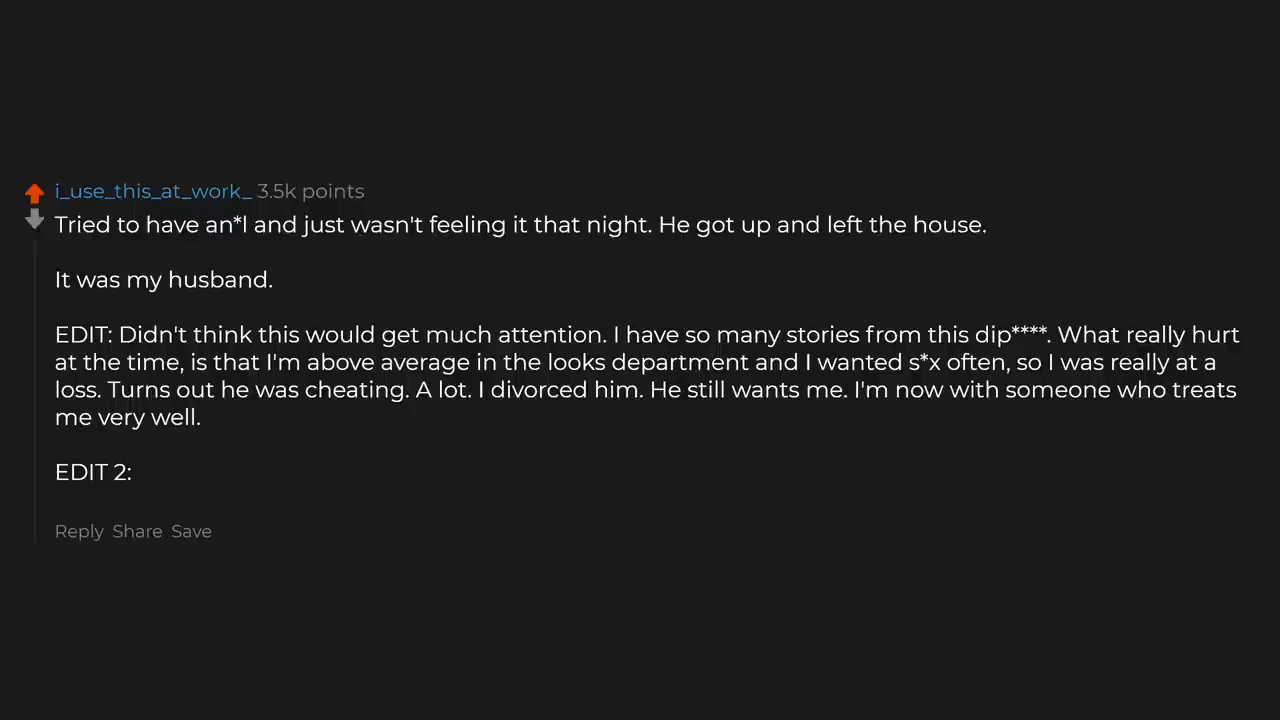 i_use_this_at_work_ 3.5k points
Tried to have an*l and just wasn't feeling it that night. He got up and left the house.
It was my husband.
EDIT: Didn't think this would get much attention. I have so many stories from this dip****. What really hurt
at the time, is that I'm above average in the looks department and I wanted s*x often, so I was really at a
loss. Turns out he was cheating. A lot. I divorced him. He still wants me. I'm now with someone who treats
me very well.
EDIT 2:
Reply Share Save